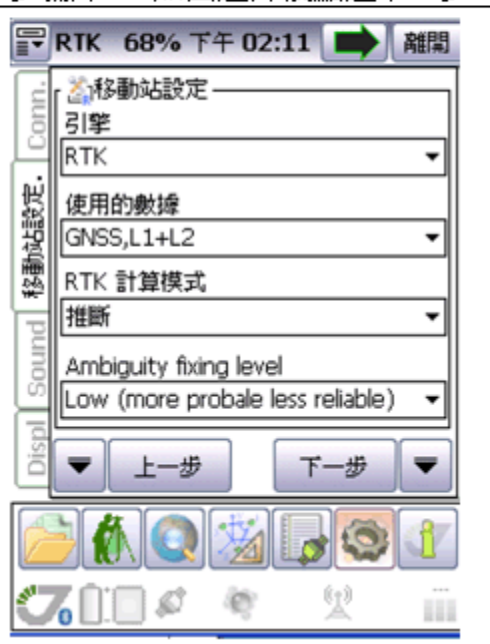 RTK 68% 下午 02:11 離開
Conn.
移動站設定.
Sound
Displ
移動站設定
引擎
RTK
使用的數據
GNSS,L1+L2
RTK 計算模式
推斷
Ambiguity fixing level
Low (more probale less reliable)
上一步 下一步